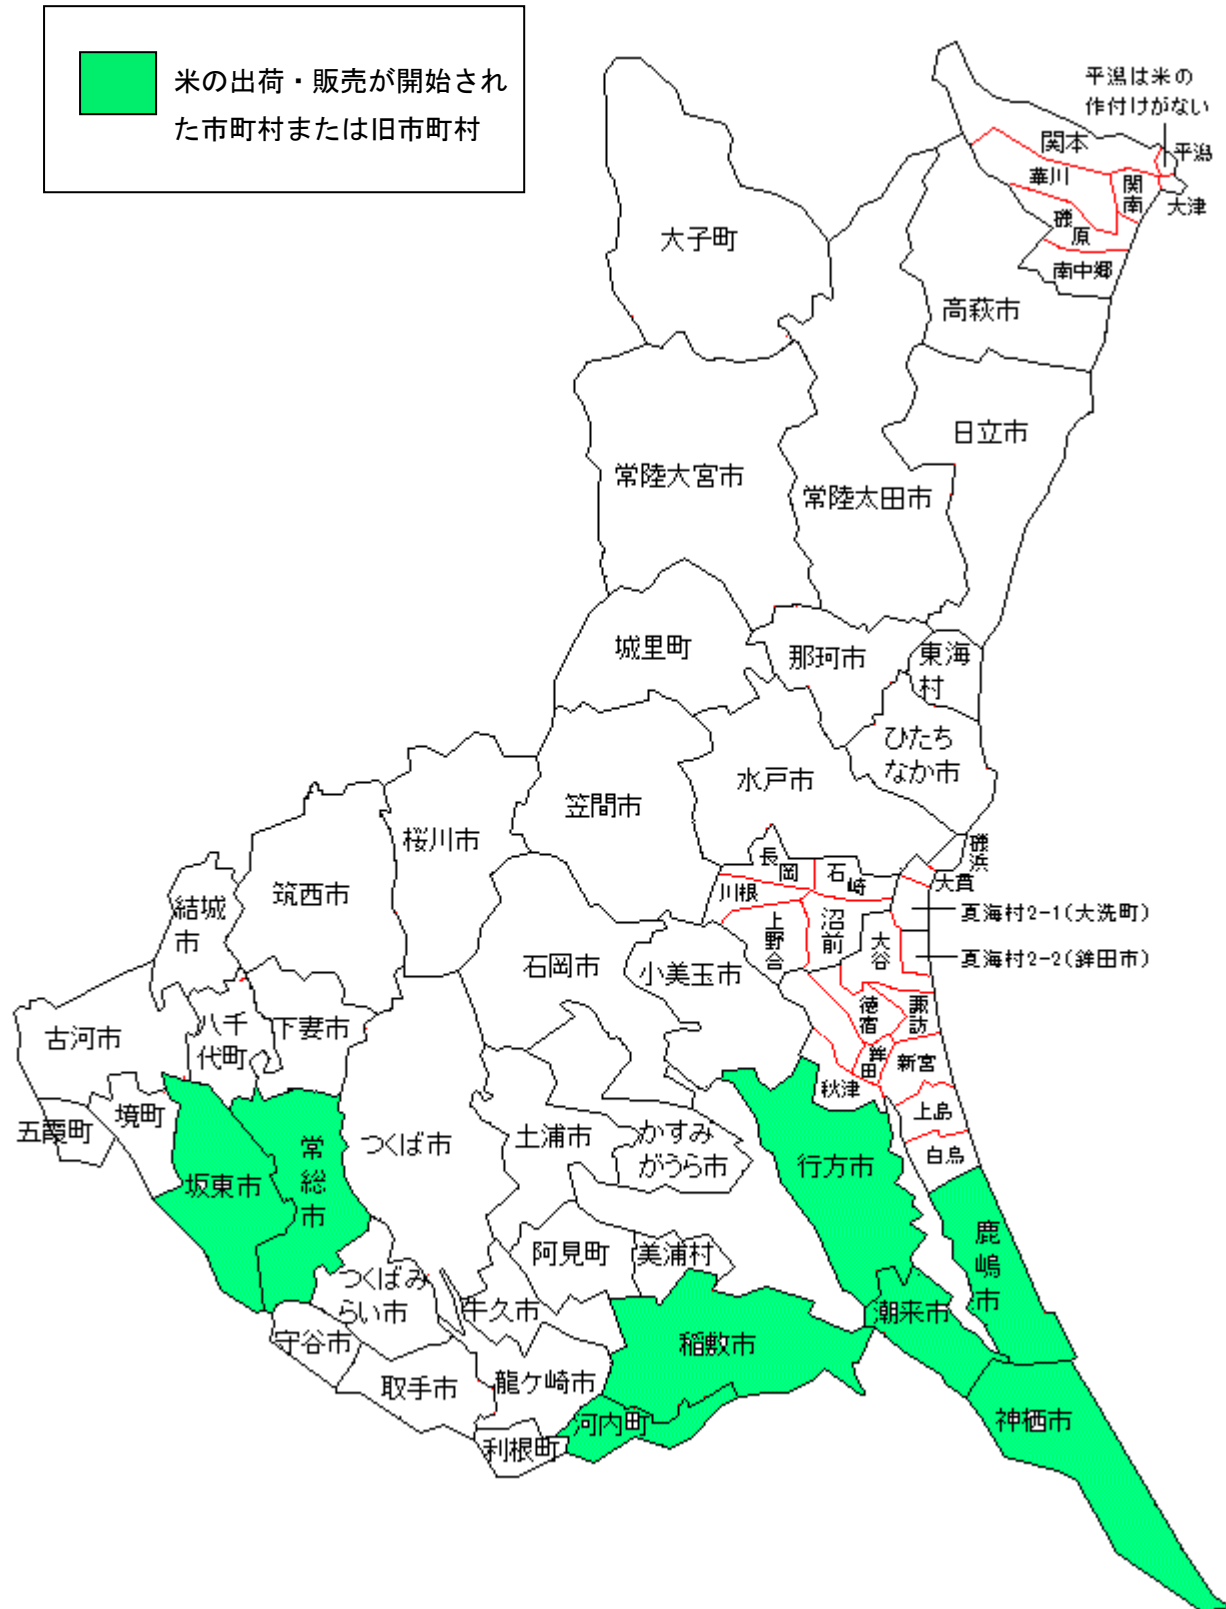 米の出荷・販売が開始され
た市町村または旧市町村
平潟は米の
作付けがない
関本
平潟
華川
関
南
大津
磯
原
南中郷
大子町
高萩市
日立市
常陸大宮市
常陸太田市
城里町
那珂市
東海
村
ひたち
なか市
水戸市
笠間市
桜川市
筑西市
結城
市
長
岡
石
崎
磯
浜
大貫
川根
上
野
合
沼
前
大
谷
夏海村2-1(大洗町)
夏海村2-2(鉾田市)
石岡市
小美玉市
徳
宿
諏
訪
鉾
田
新宮
秋津
上島
白鳥
古河市
八千
代町
下妻市
五霞町
境町
坂東市
常
総
市
つくば市
土浦市
かすみ
がうら市
行方市
鹿
嶋
市
阿見町
美浦村
つくばみ
らい市
牛久市
守谷市
取手市
龍ケ崎市
稲敷市
潮来市
河内町
利根町
神栖市